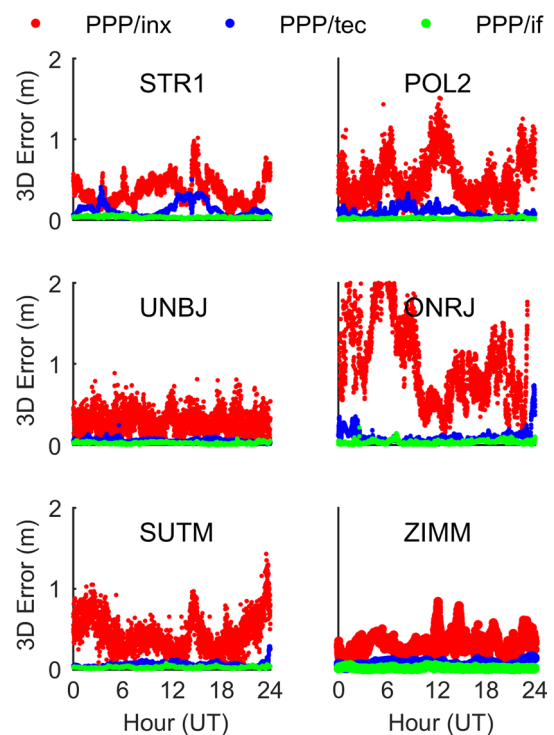 PPP/inx PPP/tec PPP/if
STR1 POL2
3D Error (m)
2
1
0
UNBJ ONRJ
3D Error (m)
2
1
0
SUTM ZIMM
3D Error (m)
2
1
0
0 6 12 18 24 0 6 12 18 24
Hour (UT) Hour (UT)